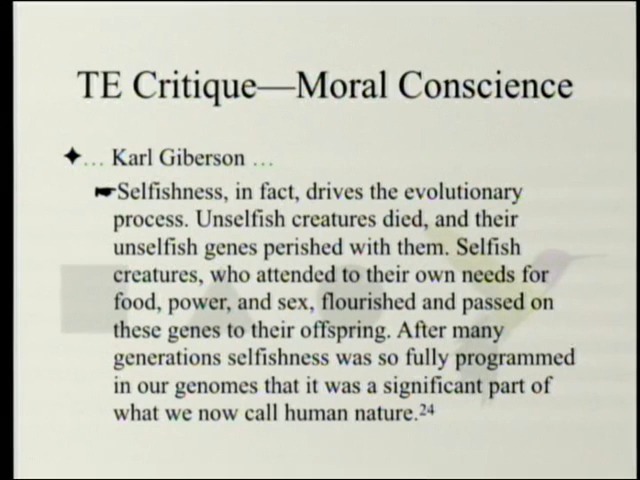 TE Critique—Moral Conscience
… Karl Giberson …
Selfishness, in fact, drives the evolutionary
process. Unselfish creatures died, and their
unselfish genes perished with them. Selfish
creatures, who attended to their own needs for
food, power, and sex, flourished and passed on
these genes to their offspring. After many
generations selfishness was so fully programmed
in our genomes that it was a significant part of
what we now call human nature.24